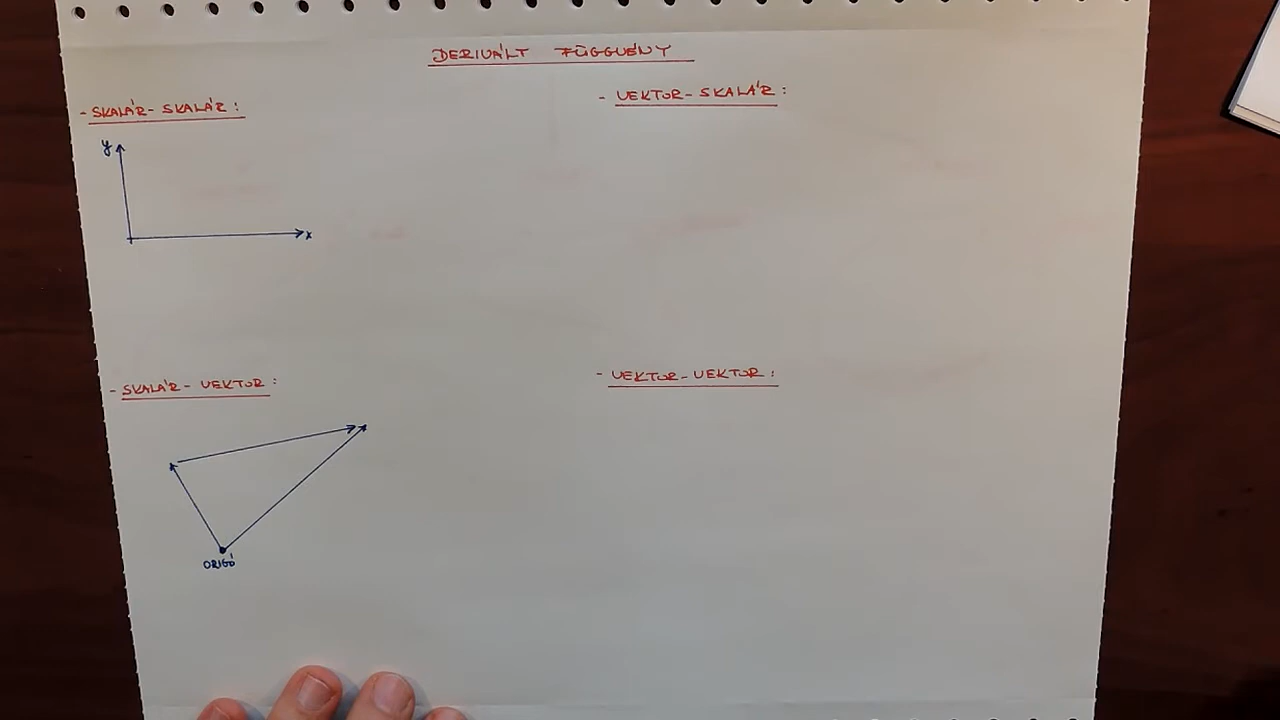 DERIVÁLT FÜGGVÉNY
- SKALÁR - SKALÁR :
y
x
- VEKTOR - SKALÁR :
- SKALÁR - VEKTOR :
ORIGÓ
- VEKTOR - VEKTOR :